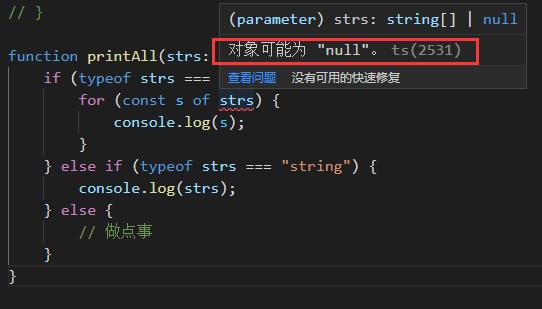 // }
(parameter) strs: string[] | null
对象可能为 "null"。 ts(2531)
查看问题 没有可用的快速修复
function printAll(strs:
if (typeof strs ===
for (const s of strs) {
console.log(s);
}
} else if (typeof strs === "string") {
console.log(strs);
} else {
// 做点事
}
}